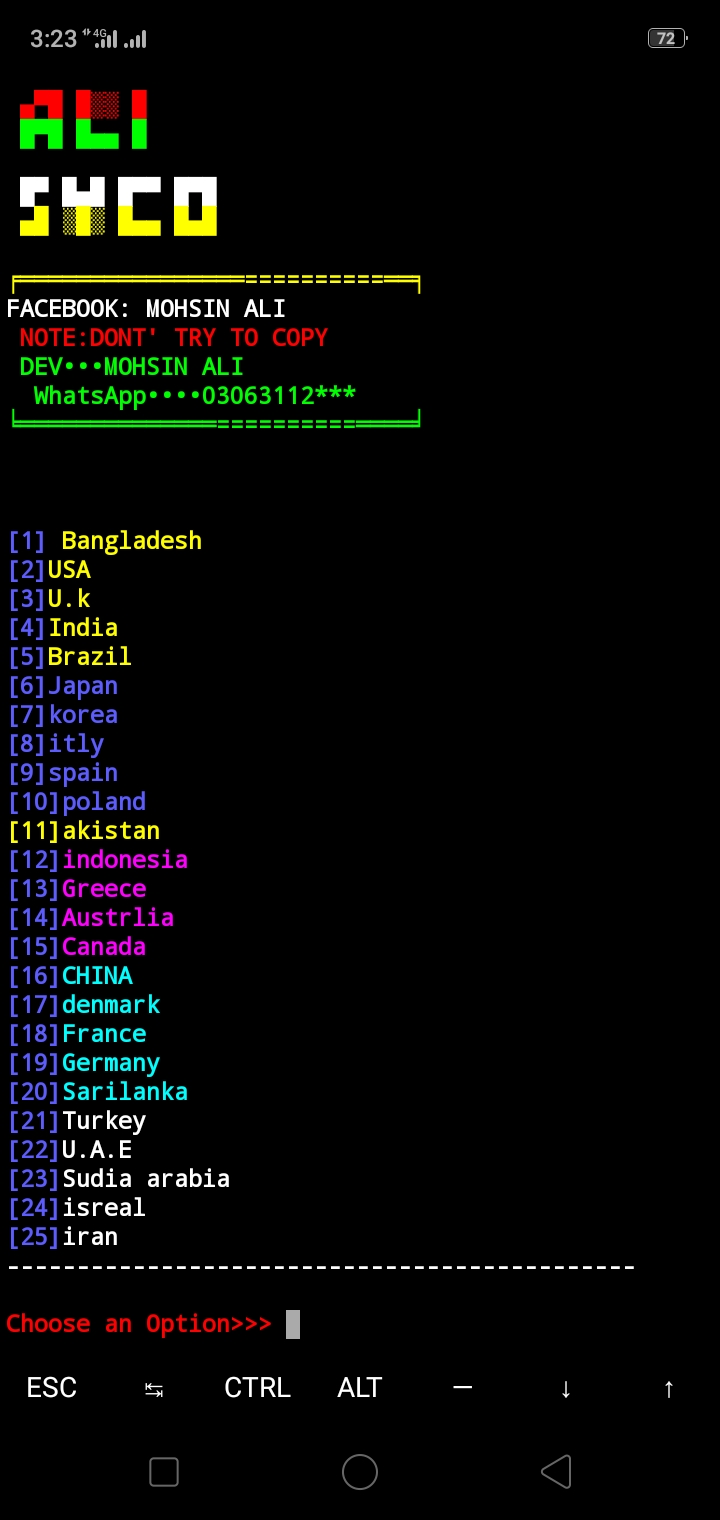 3:23 4G 72
ALI
SYCO
FACEBOOK: MOHSIN ALI
NOTE:DONT' TRY TO COPY
DEV•••MOHSIN ALI
WhatsApp••••03063112***
[1] Bangladesh
[2]USA
[3]U.k
[4]India
[5]Brazil
[6]Japan
[7]korea
[8]itly
[9]spain
[10]poland
[11]akistan
[12]indonesia
[13]Greece
[14]Austrlia
[15]Canada
[16]CHINA
[17]denmark
[18]France
[19]Germany
[20]Sarilanka
[21]Turkey
[22]U.A.E
[23]Sudia arabia
[24]isreal
[25]iran
---------------------------------------------
Choose an Option>>>
ESC ↹ CTRL ALT — ↓ ↑